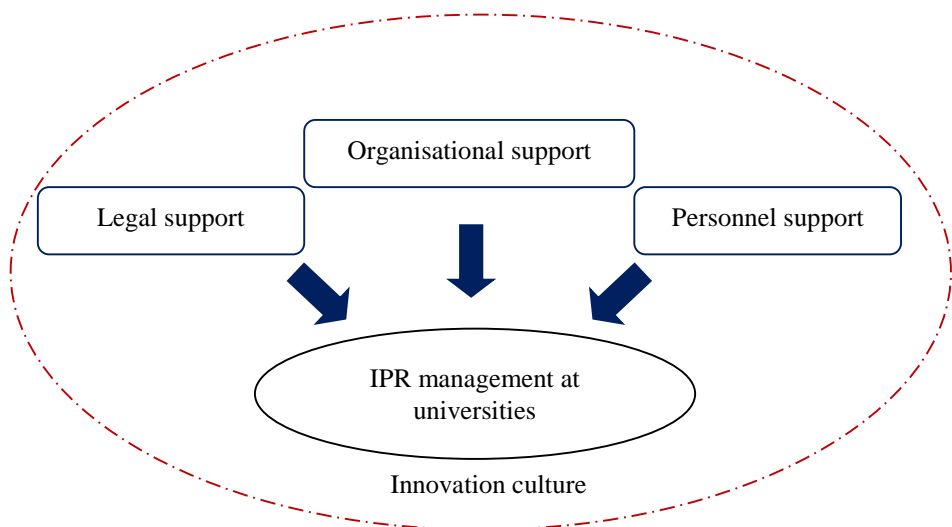 Organisational support
Legal support
Personnel support
IPR management at
universities
Innovation culture